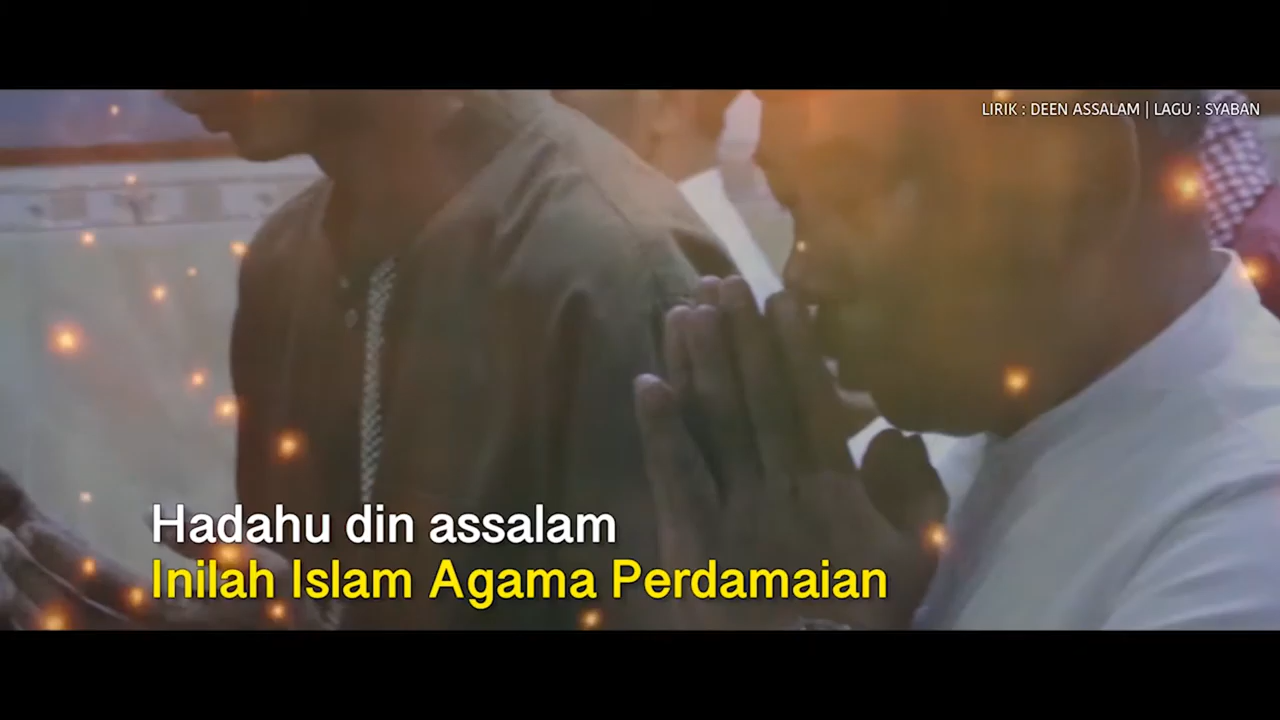 LIRIK : DEEN ASSALAM | LAGU : SYABAN
Hadahu din assalam
Inilah Islam Agama Perdamaian